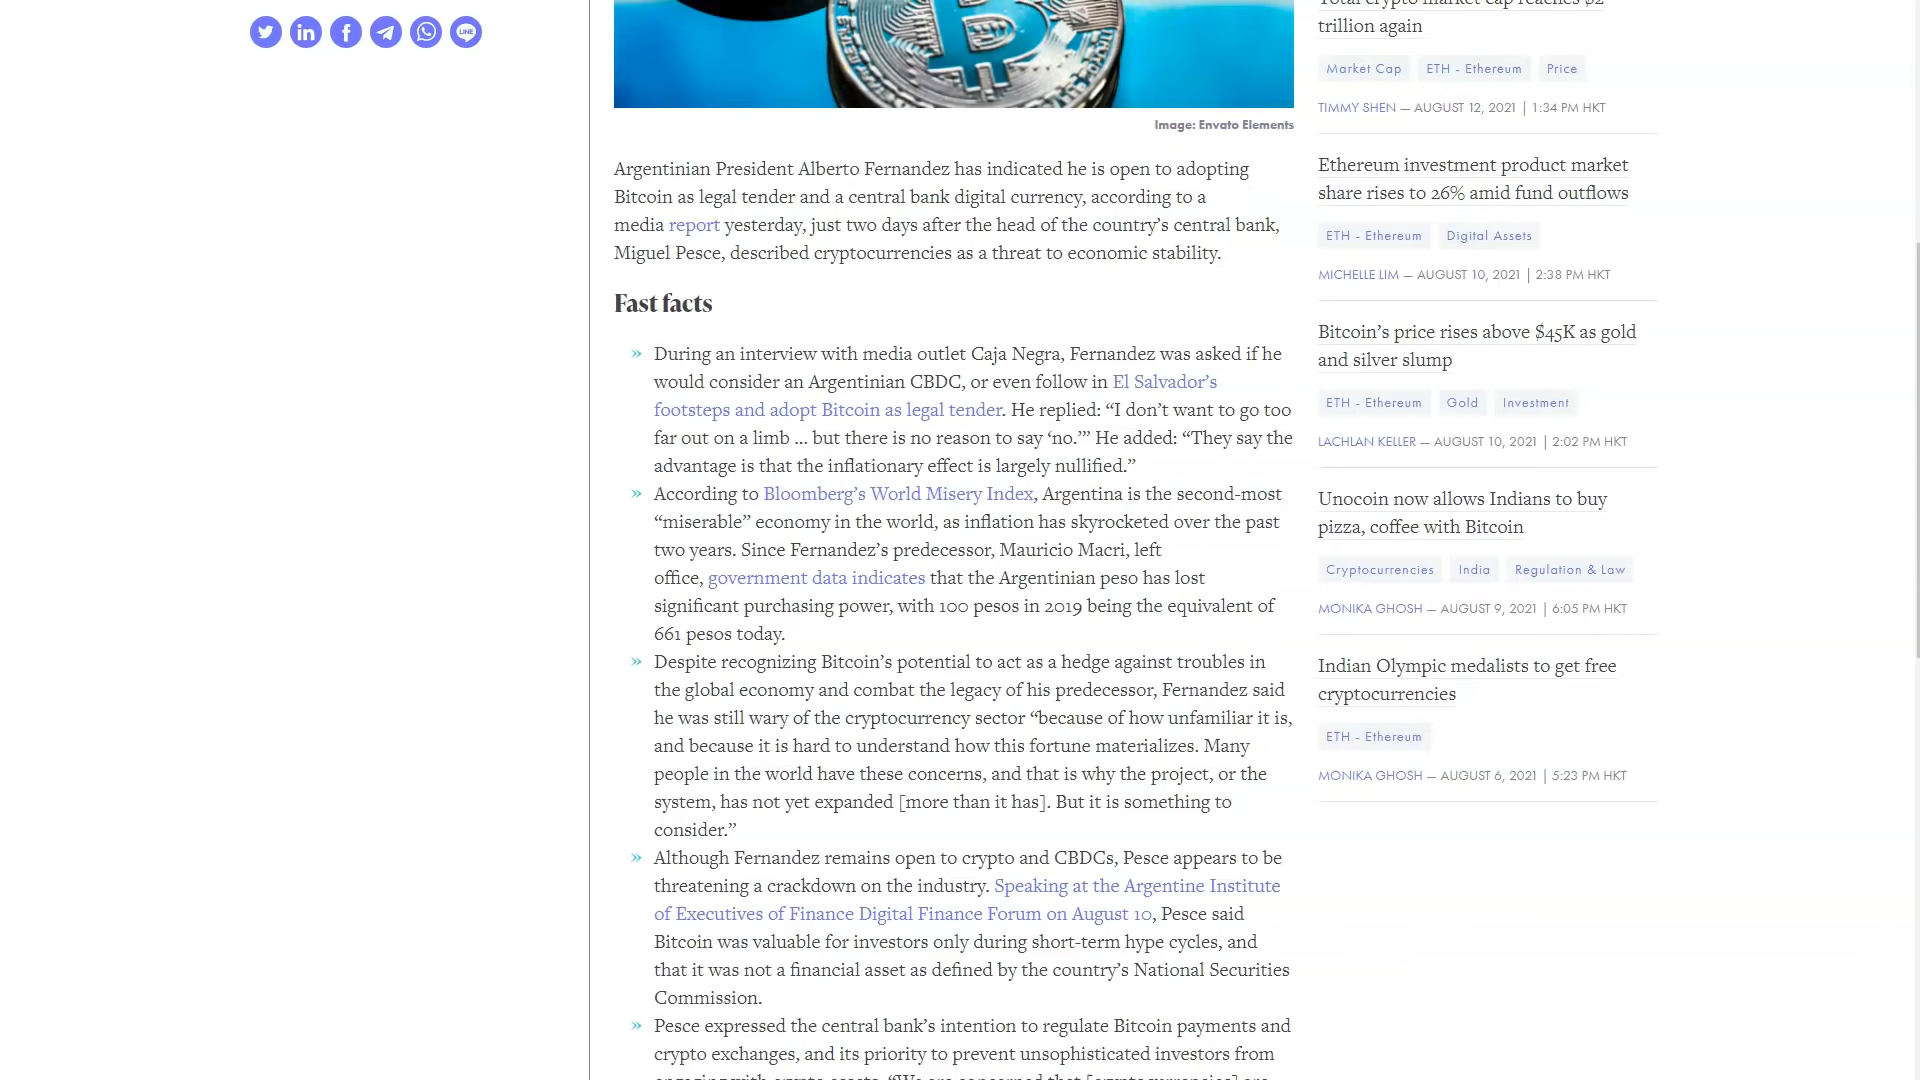 Image: Envato Elements
Argentinian President Alberto Fernandez has indicated he is open to adopting
Bitcoin as legal tender and a central bank digital currency, according to a
media report yesterday, just two days after the head of the country’s central bank,
Miguel Pesce, described cryptocurrencies as a threat to economic stability.
Fast facts
» During an interview with media outlet Caja Negra, Fernandez was asked if he
would consider an Argentinian CBDC, or even follow in El Salvador’s
footsteps and adopt Bitcoin as legal tender. He replied: “I don’t want to go too
far out on a limb ... but there is no reason to say ‘no.’” He added: “They say the
advantage is that the inflationary effect is largely nullified.”
» According to Bloomberg’s World Misery Index, Argentina is the second-most
“miserable” economy in the world, as inflation has skyrocketed over the past
two years. Since Fernandez’s predecessor, Mauricio Macri, left
office, government data indicates that the Argentinian peso has lost
significant purchasing power, with 100 pesos in 2019 being the equivalent of
661 pesos today.
» Despite recognizing Bitcoin’s potential to act as a hedge against troubles in
the global economy and combat the legacy of his predecessor, Fernandez said
he was still wary of the cryptocurrency sector “because of how unfamiliar it is,
and because it is hard to understand how this fortune materializes. Many
people in the world have these concerns, and that is why the project, or the
system, has not yet expanded [more than it has]. But it is something to
consider.”
» Although Fernandez remains open to crypto and CBDCs, Pesce appears to be
threatening a crackdown on the industry. Speaking at the Argentine Institute
of Executives of Finance Digital Finance Forum on August 10, Pesce said
Bitcoin was valuable for investors only during short-term hype cycles, and
that it was not a financial asset as defined by the country’s National Securities
Commission.
» Pesce expressed the central bank’s intention to regulate Bitcoin payments and
crypto exchanges, and its priority to prevent unsophisticated investors from
Total crypto market cap reaches $2
trillion again
Market Cap ETH - Ethereum Price
TIMMY SHEN — AUGUST 12, 2021 | 1:34 PM HKT
Ethereum investment product market
share rises to 26% amid fund outflows
ETH - Ethereum Digital Assets
MICHELLE LIM — AUGUST 10, 2021 | 2:38 PM HKT
Bitcoin’s price rises above $45K as gold
and silver slump
ETH - Ethereum Gold Investment
LACHLAN KELLER — AUGUST 10, 2021 | 2:02 PM HKT
Unocoin now allows Indians to buy
pizza, coffee with Bitcoin
Cryptocurrencies India Regulation & Law
MONIKA GHOSH — AUGUST 9, 2021 | 6:05 PM HKT
Indian Olympic medalists to get free
cryptocurrencies
ETH - Ethereum
MONIKA GHOSH — AUGUST 6, 2021 | 5:23 PM HKT